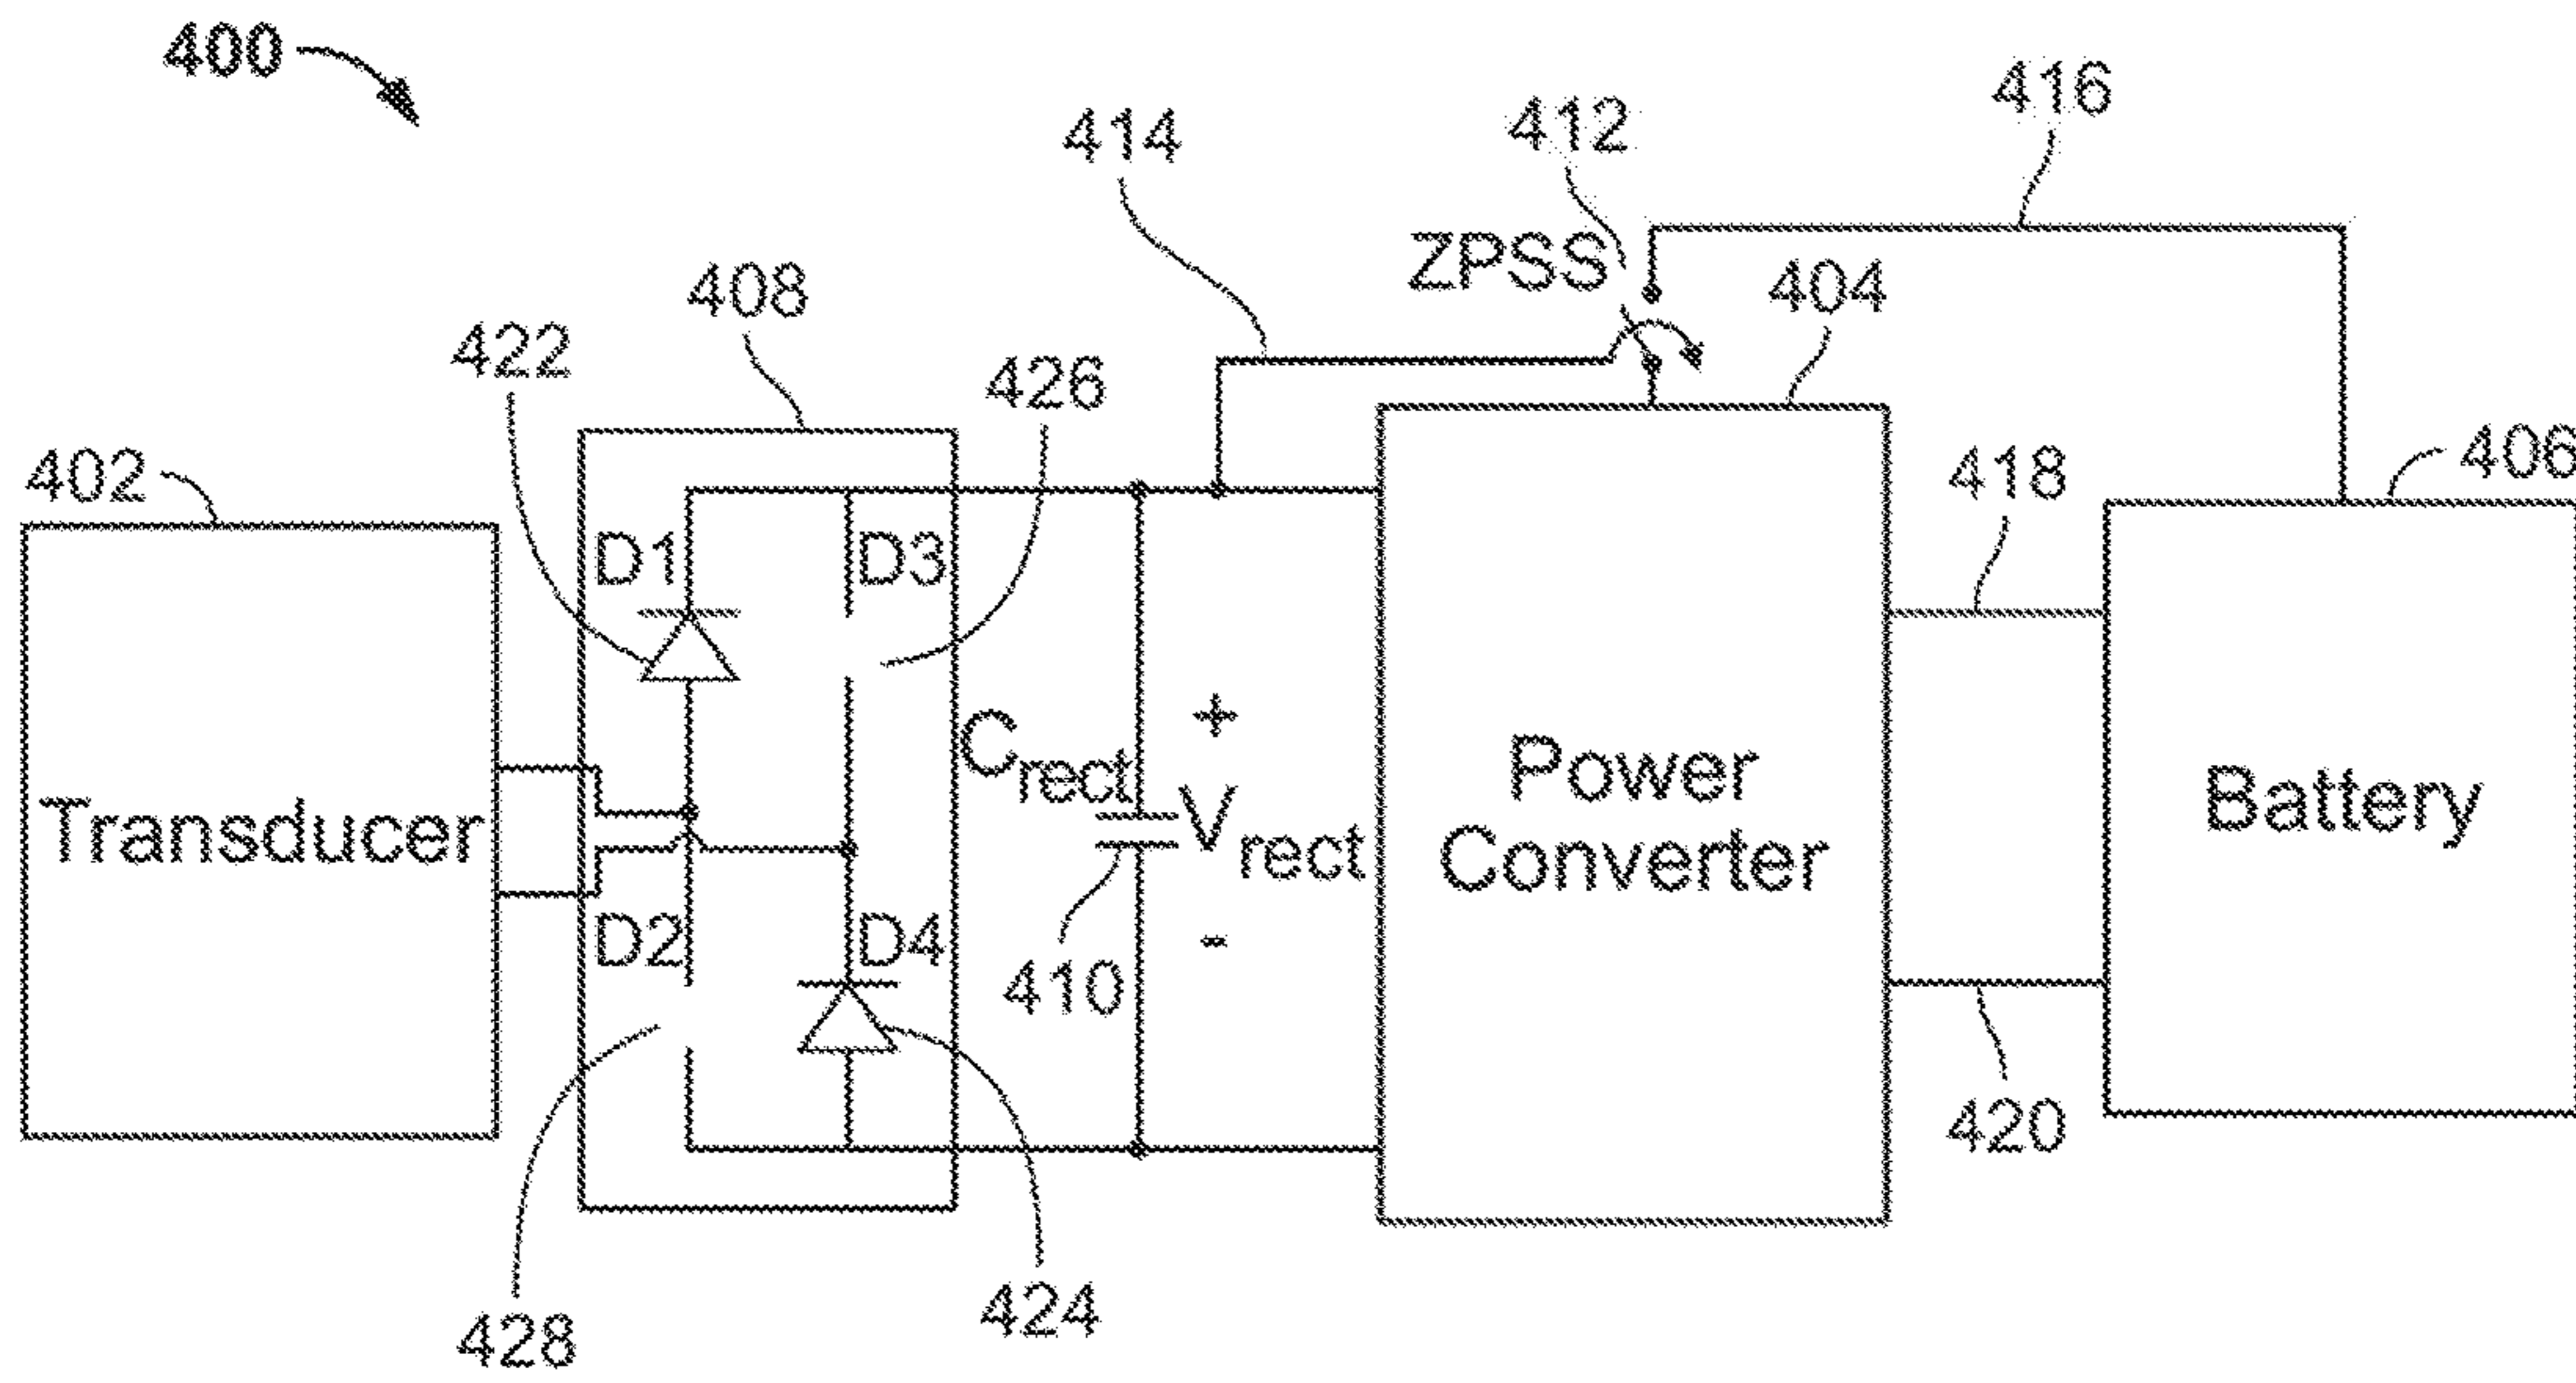 400
416
412
414
ZPSS
404
408
422
426
418
406
402
D1
D3
+
Crect
Vrect
Power
Converter
Battery
Transducer
D2
D4
-
410
420
424
428